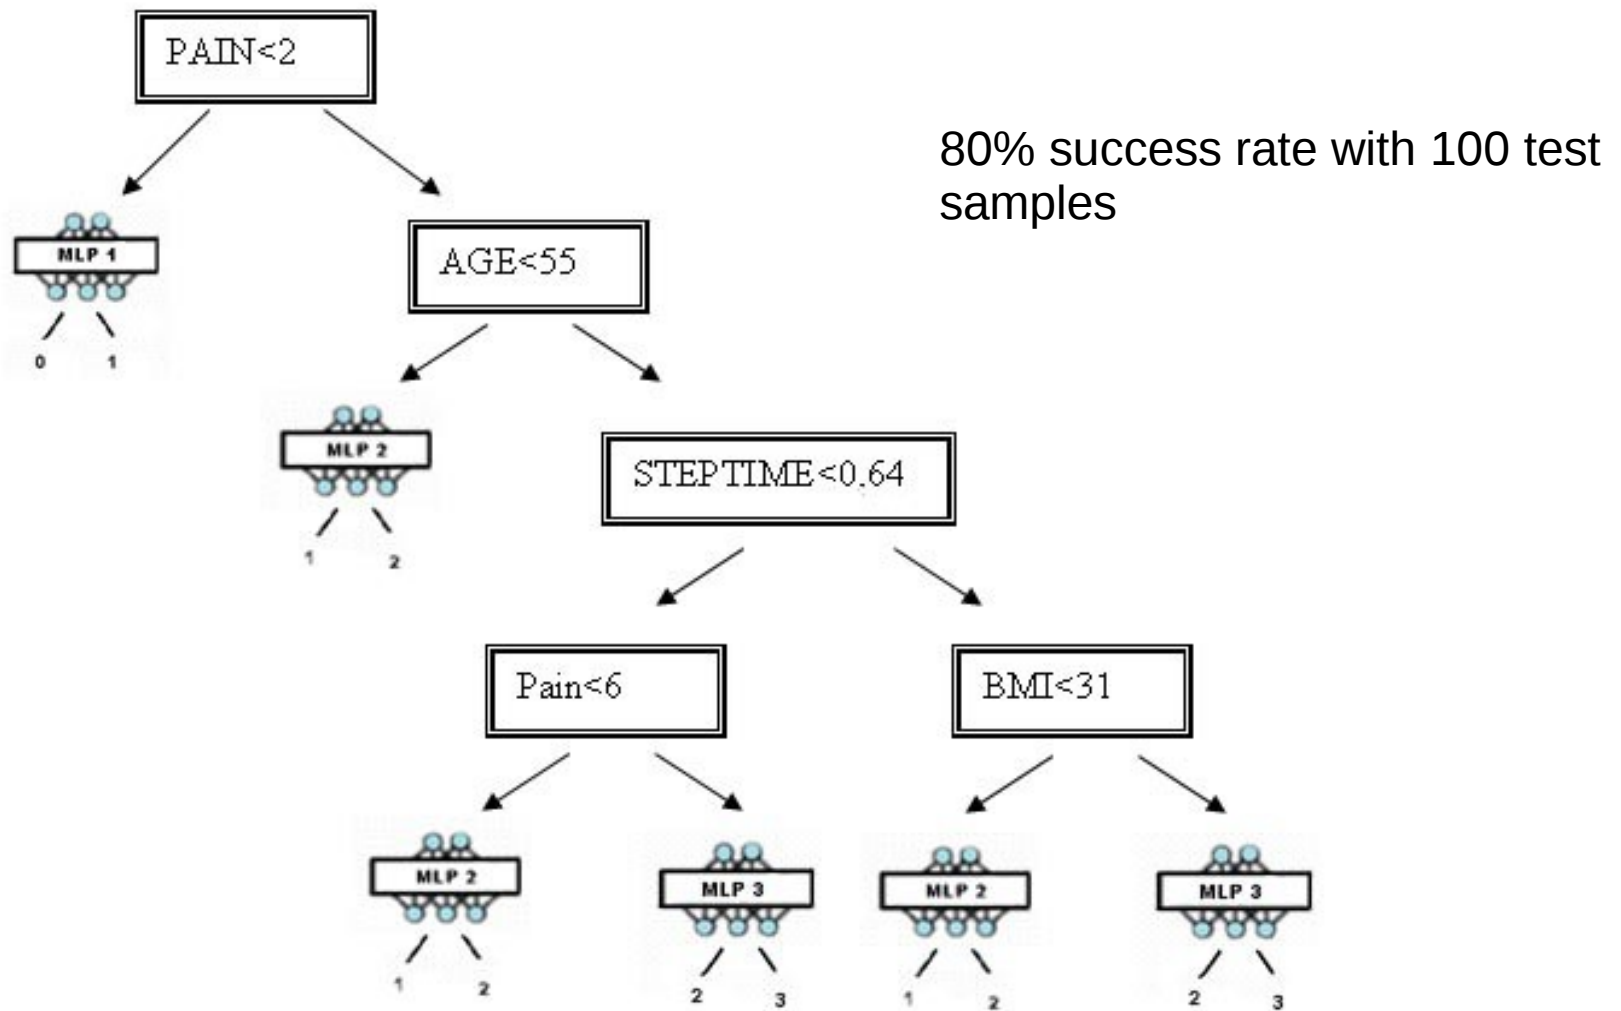 PAIN<2
80% success rate with 100 test
samples
MLP 1
0 1
AGE<55
MLP 2
1 2
STEPTIME<0.64
Pain<6
BMI<31
MLP 2
MLP 3
MLP 2
MLP 3
1 2
2 3
1 2
2 3